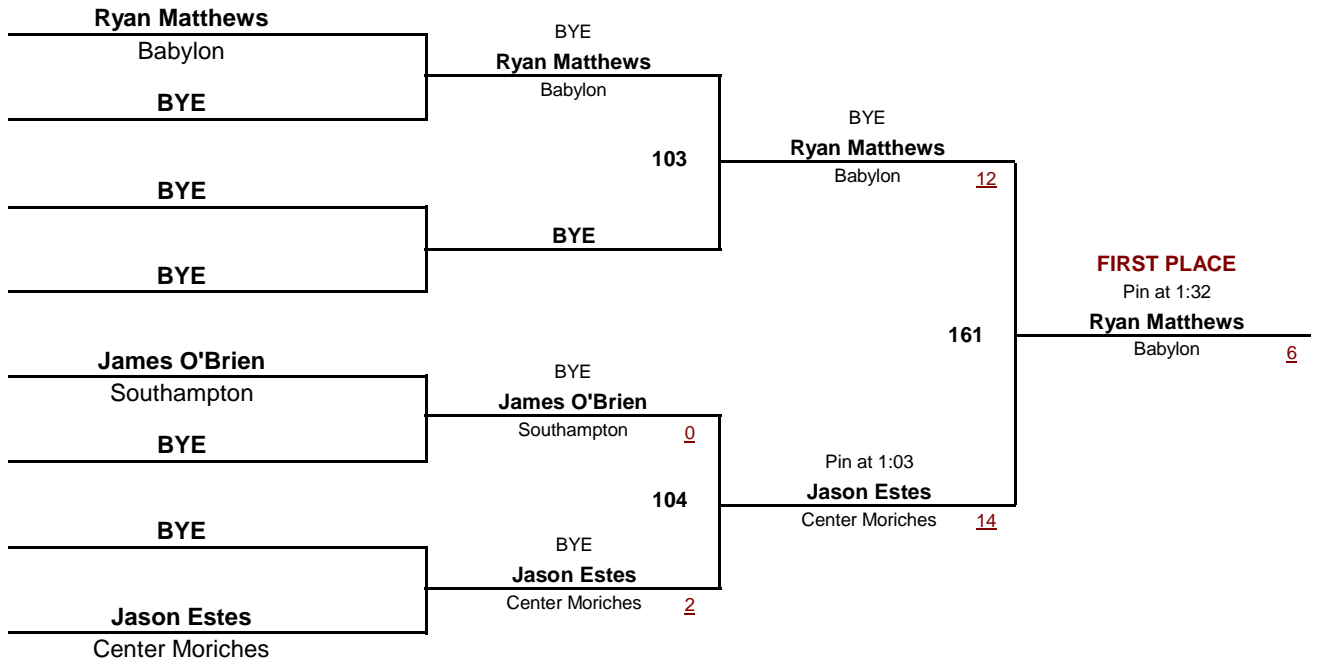 Ryan Matthews
Babylon
BYE
BYE
BYE
James O'Brien
Southampton
BYE
BYE
Jason Estes
Center Moriches
BYE
Ryan Matthews
Babylon
103
BYE
BYE
James O'Brien
Southampton 0
104
BYE
Jason Estes
Center Moriches 2
BYE
Ryan Matthews
Babylon 12
161
Pin at 1:03
Jason Estes
Center Moriches 14
FIRST PLACE
Pin at 1:32
Ryan Matthews
Babylon 6